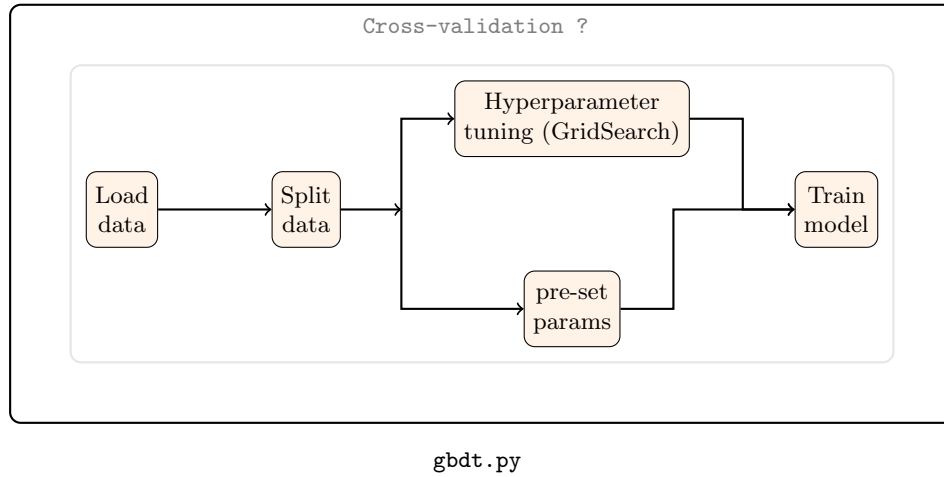 Cross-validation ?
Hyperparameter
tuning (GridSearch)
Load
data
Split
data
Train
model
pre-set
params
gbdt.py